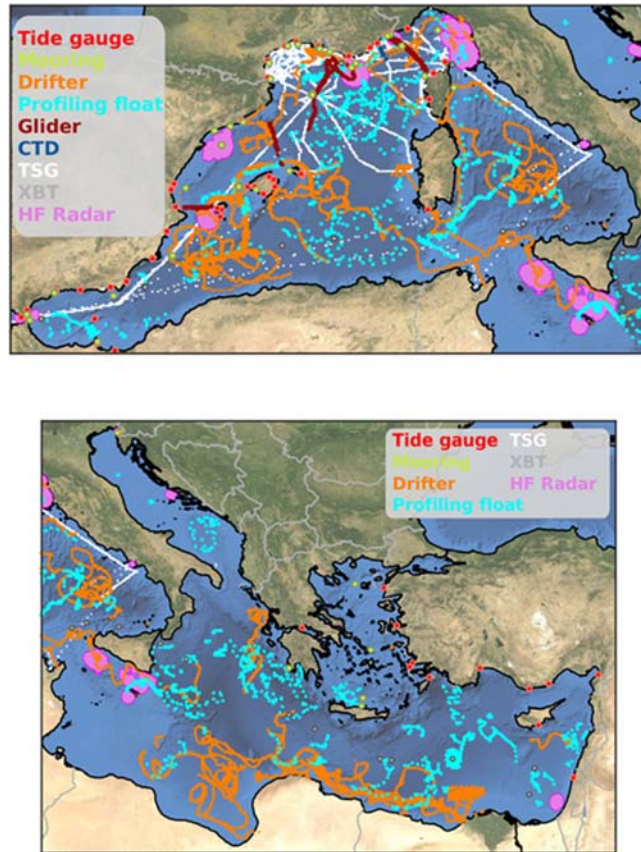 Tide gauge
Mooring
Drifter
Profiling float
Glider
CTD
TSG
XBT
HF Radar
Tide gauge TSG
Mooring XBT
Drifter HF Radar
Profiling float